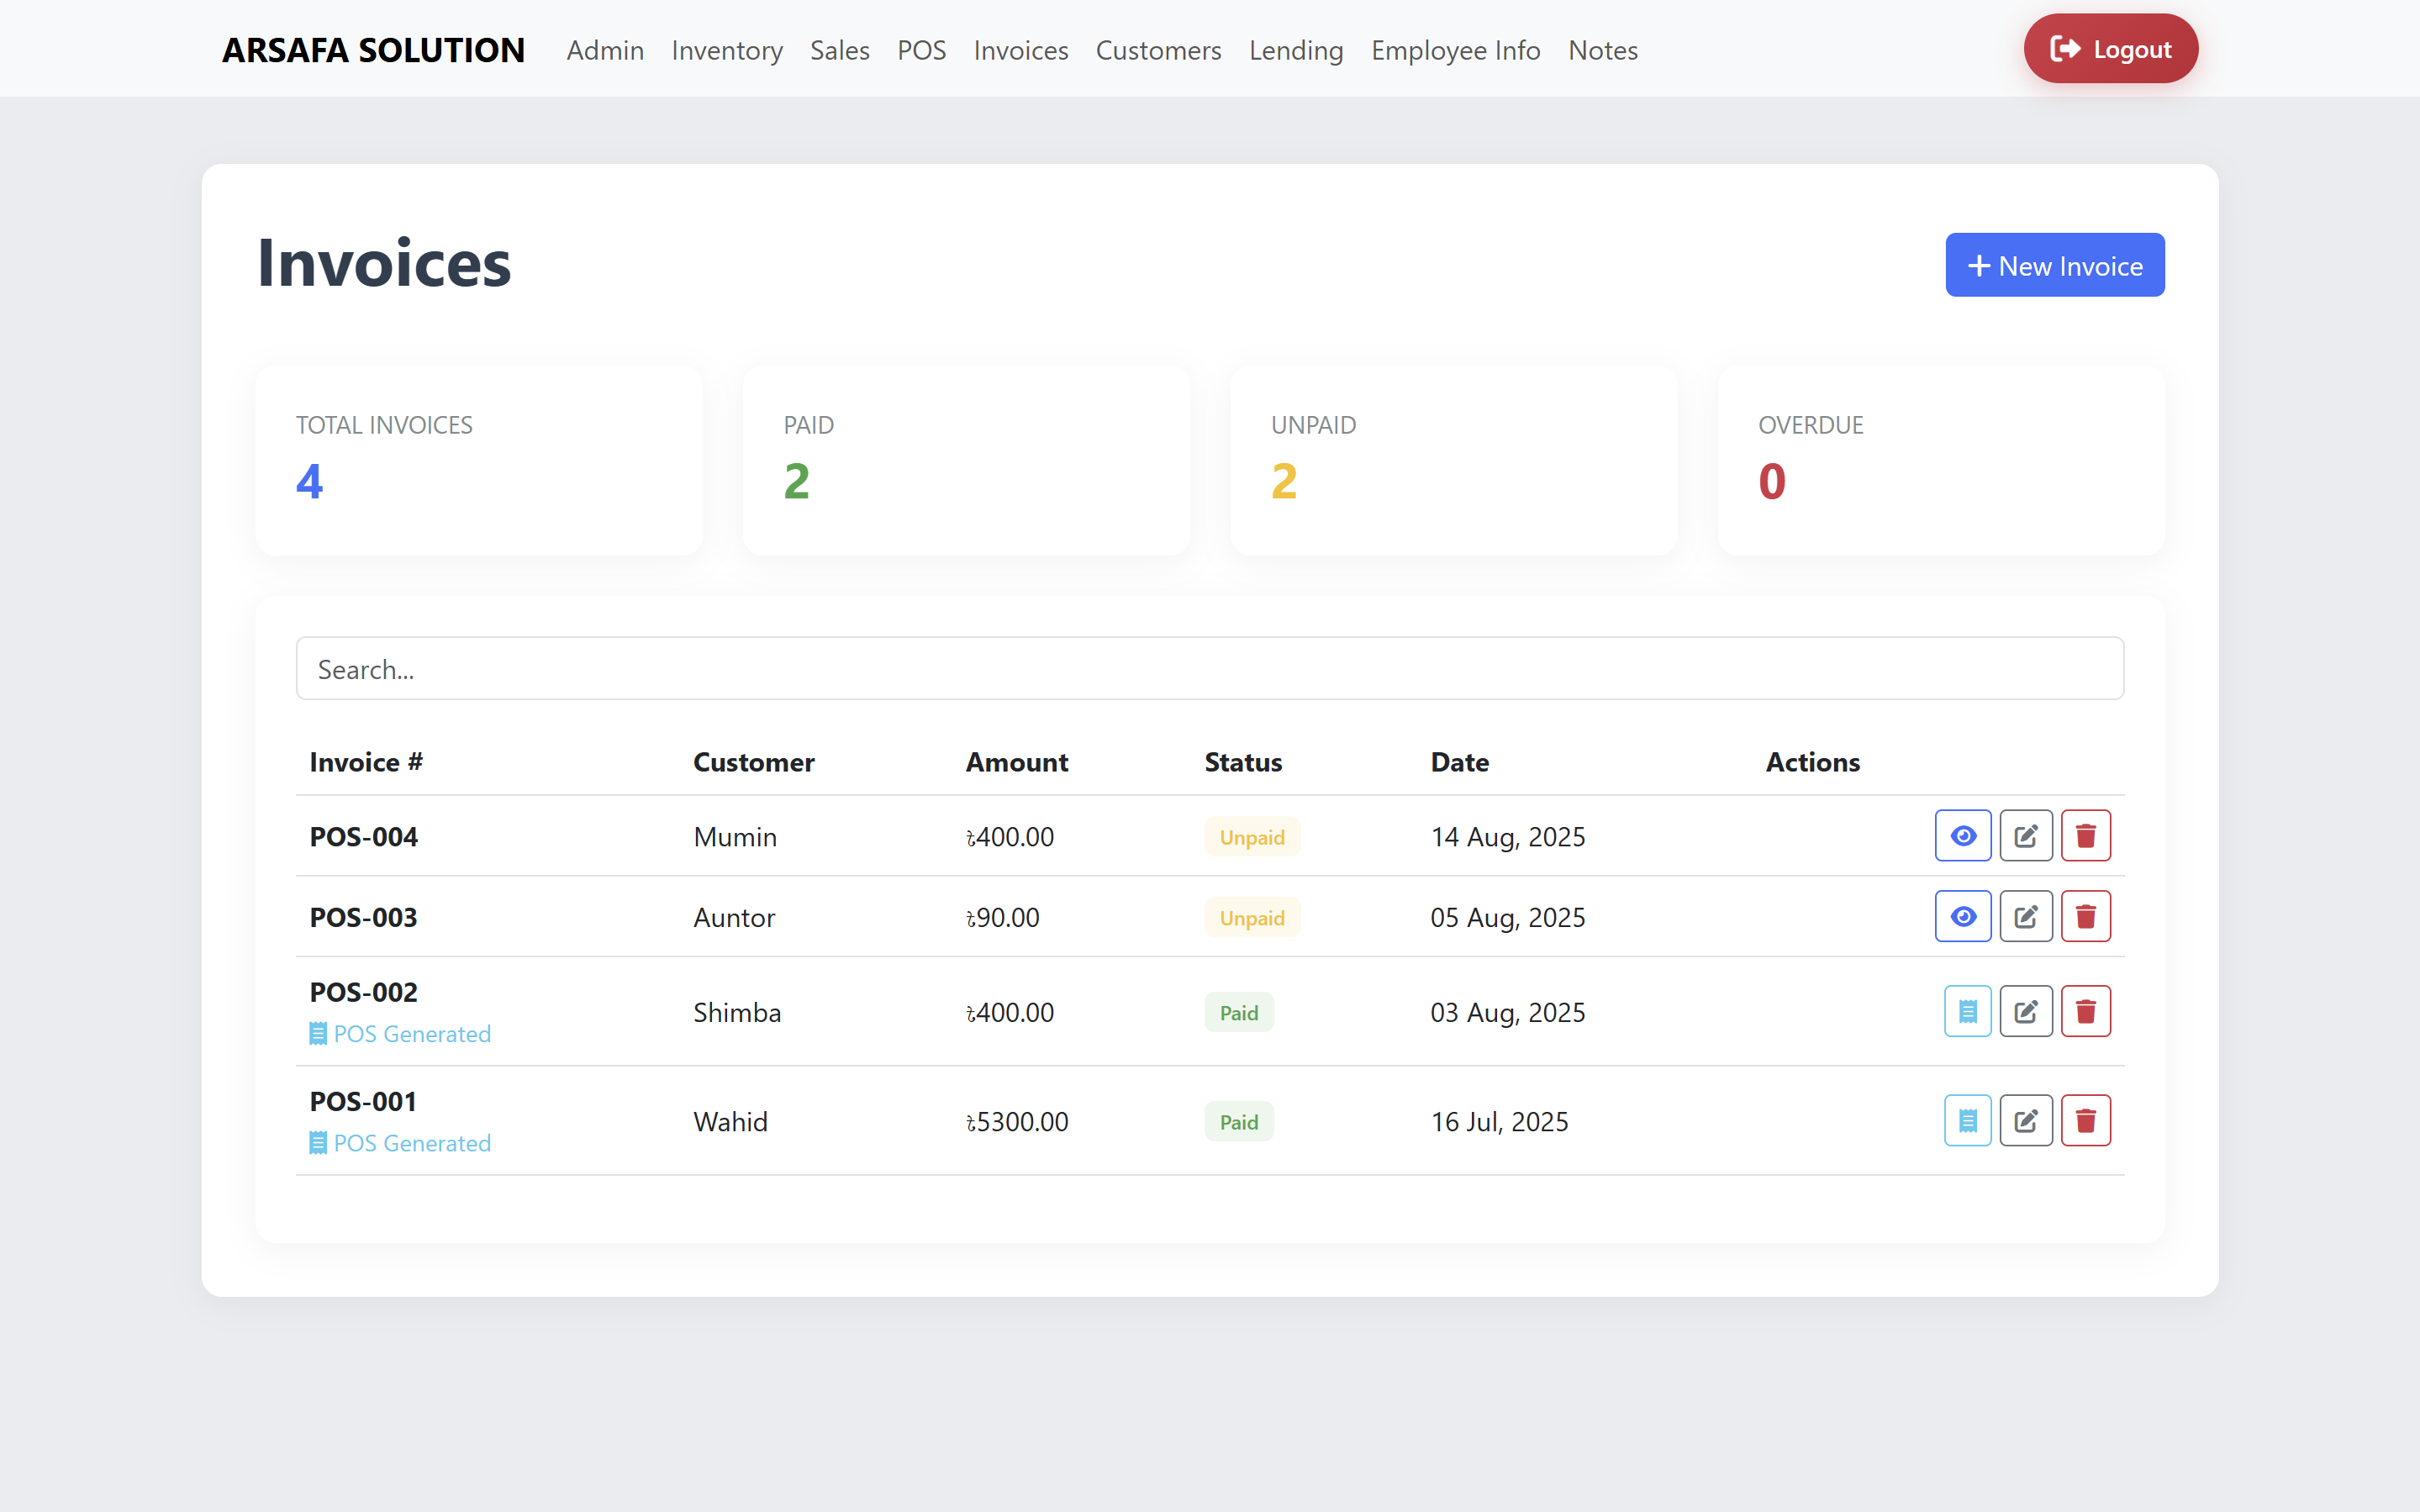 ARSAFA SOLUTION Admin Inventory Sales POS Invoices Customers Lending Employee Info Notes Logout
Invoices
New Invoice
TOTAL INVOICES PAID UNPAID OVERDUE
4 2 2 0
Search...
Invoice # Customer Amount Status Date Actions
POS-004 Mumin ৳400.00 Unpaid 14 Aug, 2025
POS-003 Auntor ৳90.00 Unpaid 05 Aug, 2025
POS-002
POS Generated
Shimba ৳400.00 Paid 03 Aug, 2025
POS-001
POS Generated
Wahid ৳5300.00 Paid 16 Jul, 2025